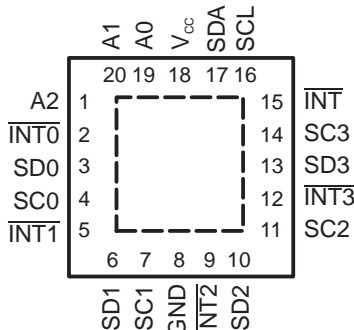 A1 A0 Vcc SDA SCL
20 19 18 17 16
A2 1 15 INT
INT0 2 14 SC3
SD0 3 13 SD3
SC0 4 12 INT3
INT1 5 11 SC2
6 7 8 9 10
SD1 SC1 GND INT2 SD2